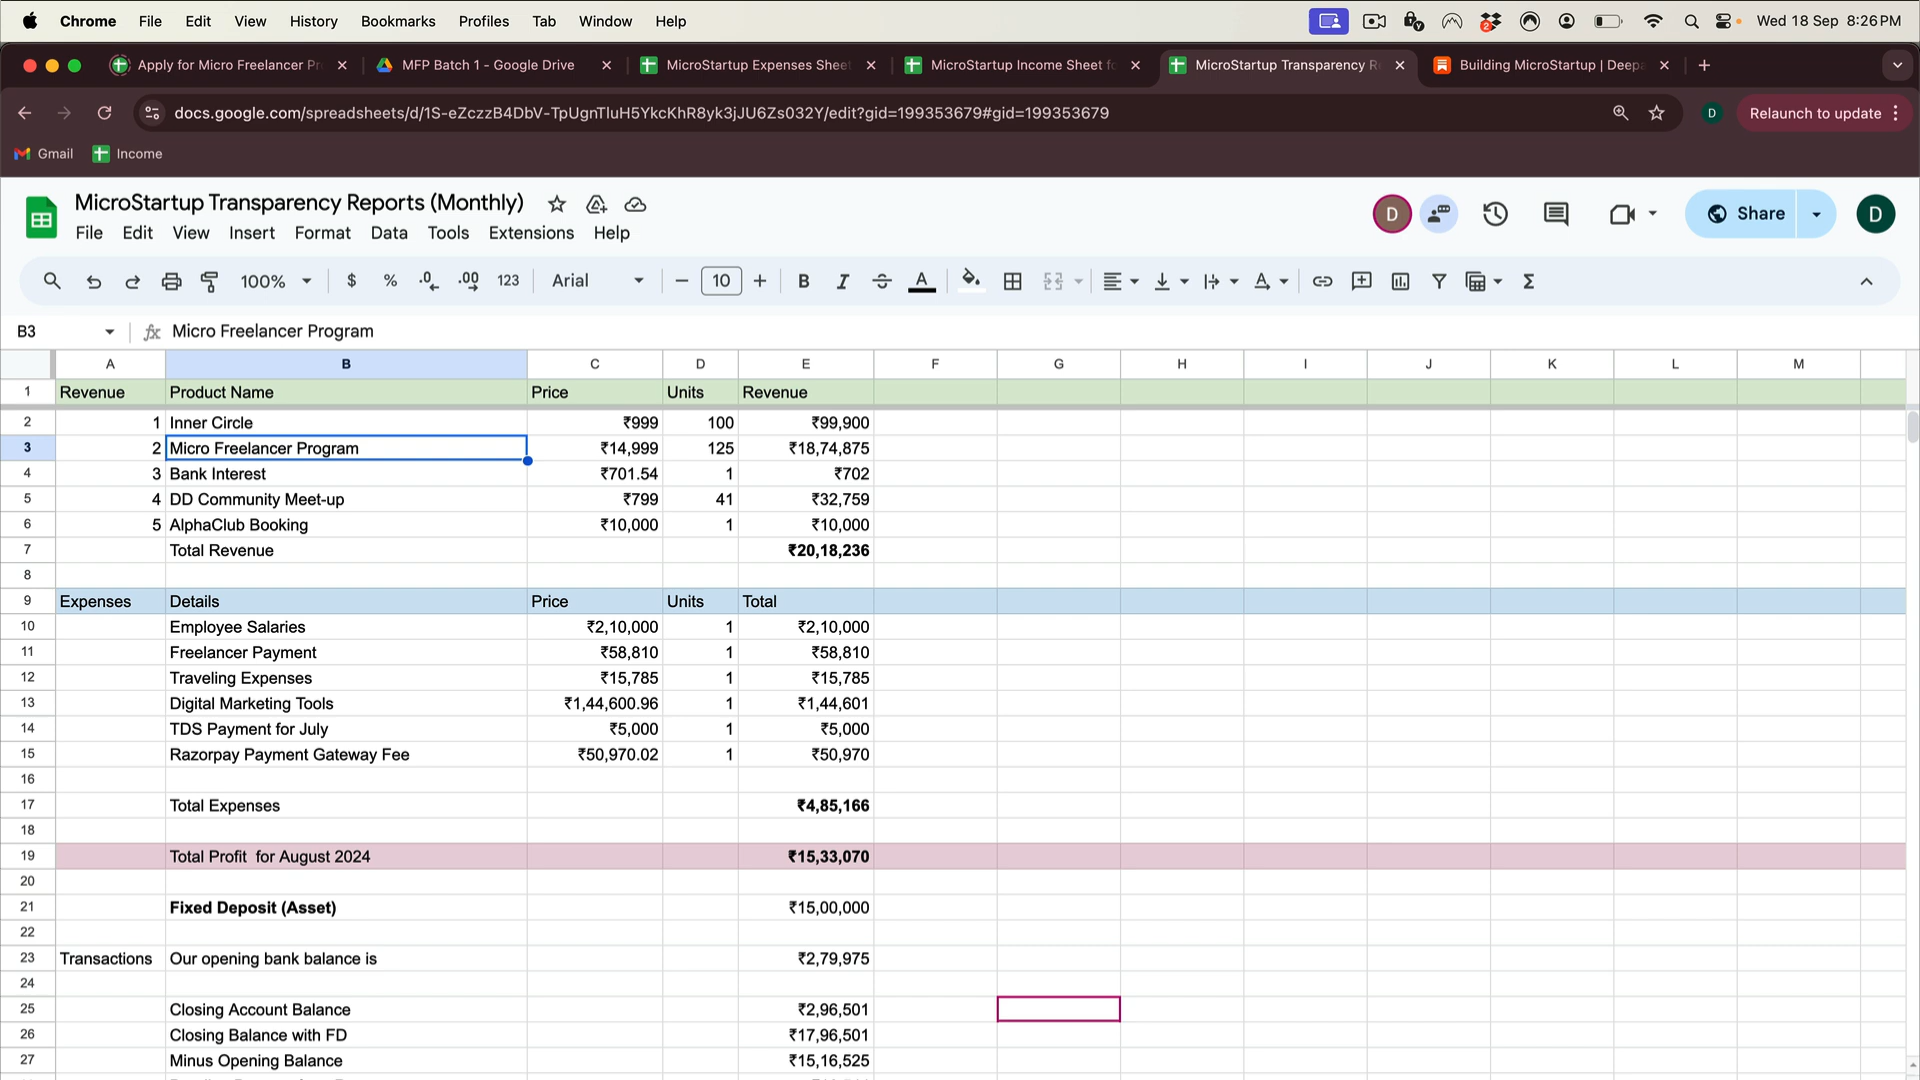 Chrome File Edit View History Bookmarks Profiles Tab Window Help Wed 18 Sep 8:26 PM
Apply for Micro Freelancer Pr MFP Batch 1 - Google Drive MicroStartup Expenses Sheet MicroStartup Income Sheet fo MicroStartup Transparency R Building MicroStartup | Deepa
docs.google.com/spreadsheets/d/1S-eZczzB4DbV-TpUgnTluH5YkcKhR8yk3jJU6Zs032Y/edit?gid=199353679#gid=199353679 D Relaunch to update
Gmail Income
MicroStartup Transparency Reports (Monthly) D Share D
File Edit View Insert Format Data Tools Extensions Help
100% $ % .0 .00 123 Arial 10 B I S A
B3 fx Micro Freelancer Program
A B C D E F G H I J K L M
1 Revenue Product Name Price Units Revenue
2 1 Inner Circle ₹999 100 ₹99,900
3 2 Micro Freelancer Program ₹14,999 125 ₹18,74,875
4 3 Bank Interest ₹701.54 1 ₹702
5 4 DD Community Meet-up ₹799 41 ₹32,759
6 5 AlphaClub Booking ₹10,000 1 ₹10,000
7 Total Revenue ₹20,18,236
8
9 Expenses Details Price Units Total
10 Employee Salaries ₹2,10,000 1 ₹2,10,000
11 Freelancer Payment ₹58,810 1 ₹58,810
12 Traveling Expenses ₹15,785 1 ₹15,785
13 Digital Marketing Tools ₹1,44,600.96 1 ₹1,44,601
14 TDS Payment for July ₹5,000 1 ₹5,000
15 Razorpay Payment Gateway Fee ₹50,970.02 1 ₹50,970
16
17 Total Expenses ₹4,85,166
18
19 Total Profit for August 2024 ₹15,33,070
20
21 Fixed Deposit (Asset) ₹15,00,000
22
23 Transactions Our opening bank balance is ₹2,79,975
24
25 Closing Account Balance ₹2,96,501
26 Closing Balance with FD ₹17,96,501
27 Minus Opening Balance ₹15,16,525